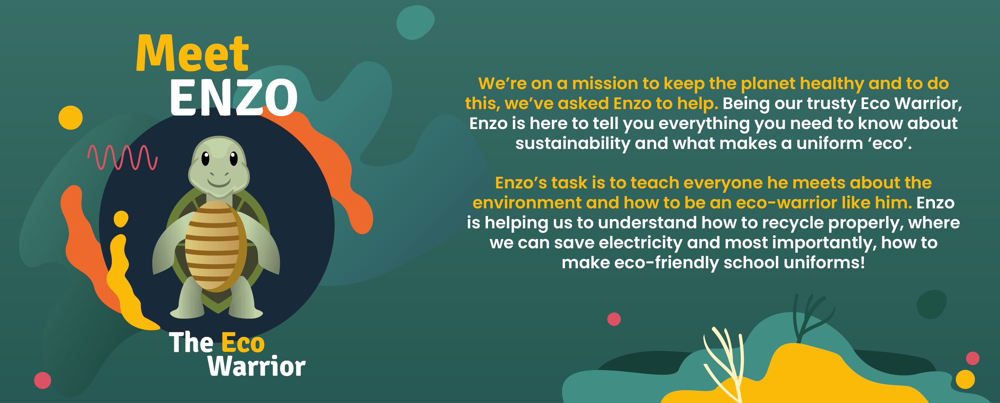 Meet
ENZO
The Eco
Warrior
We’re on a mission to keep the planet healthy and to do
this, we’ve asked Enzo to help. Being our trusty Eco Warrior,
Enzo is here to tell you everything you need to know about
sustainability and what makes a uniform ‘eco’.
Enzo’s task is to teach everyone he meets about the
environment and how to be an eco-warrior like him. Enzo
is helping us to understand how to recycle properly, where
we can save electricity and most importantly, how to
make eco-friendly school uniforms!